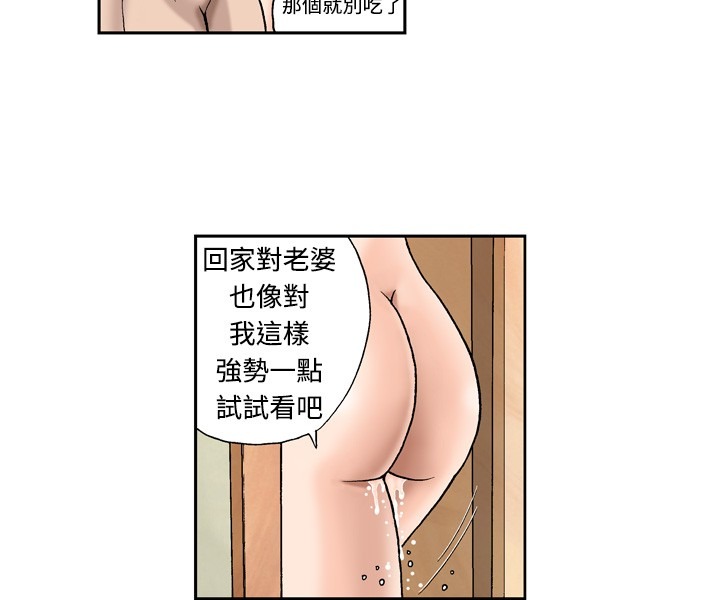 那個就別吃了
回家對老婆
也像對
我這樣
強勢一點
試試看吧